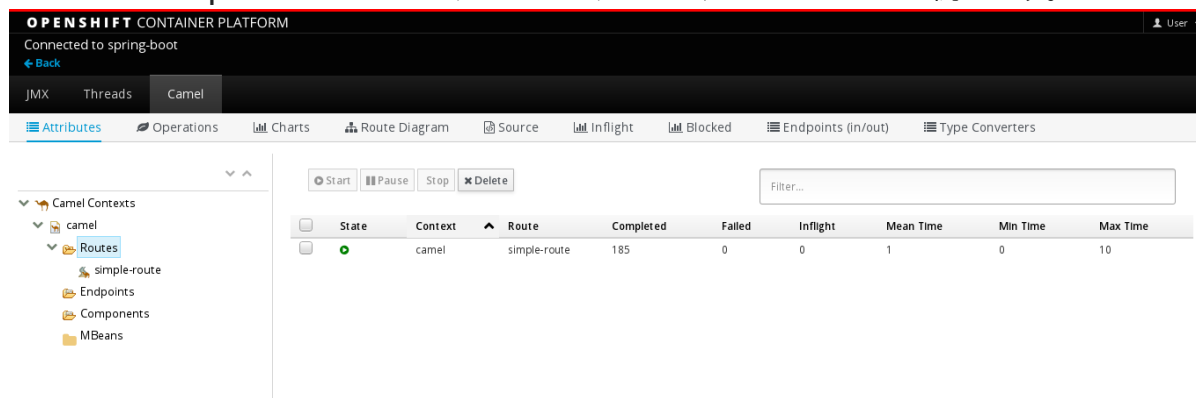 OPENSHIFT CONTAINER PLATFORM
User
Connected to spring-boot
Back
JMX Threads Camel
Attributes Operations Charts Route Diagram Source Inflight Blocked Endpoints (in/out) Type Converters
Start Pause Stop Delete
Filter...
Camel Contexts
camel
Routes
simple-route
Endpoints
Components
MBeans
State Context Route Completed Failed Inflight Mean Time Min Time Max Time
camel simple-route 185 0 0 1 0 10